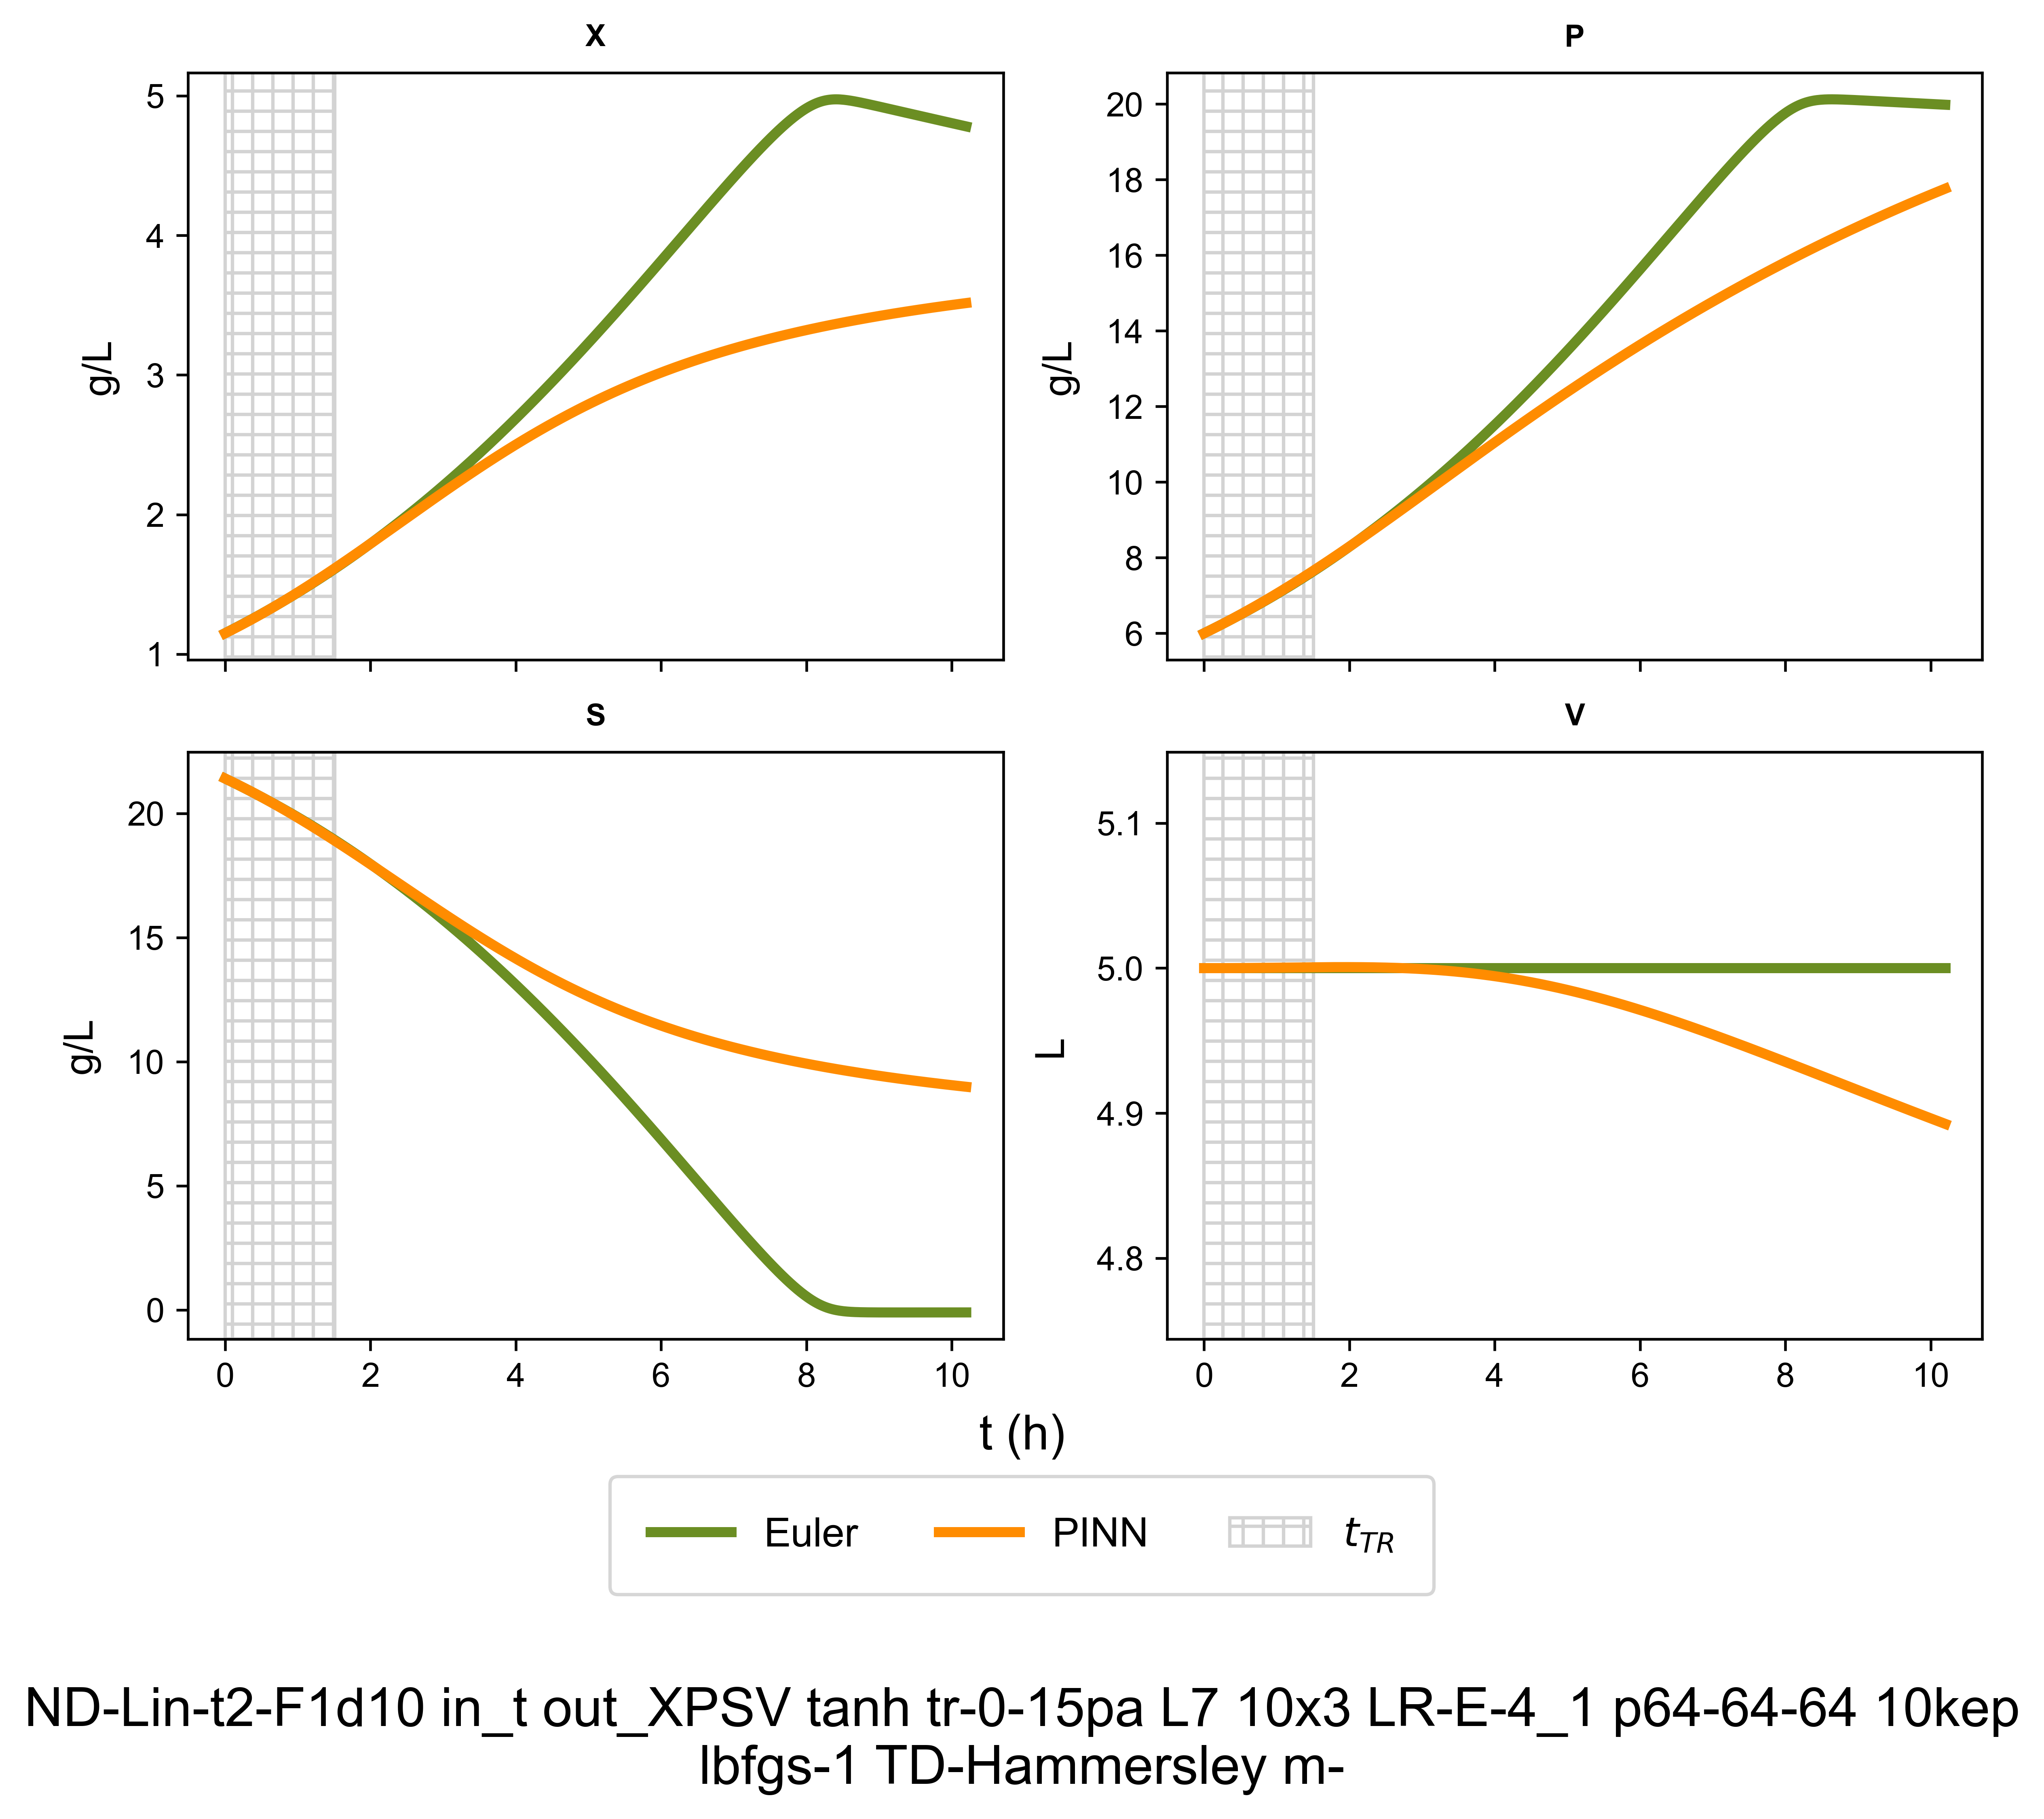 X
P
5
4
3
2
1
g/L
20
18
16
14
12
10
8
6
g/L
S
V
20
15
10
5
0
g/L
5.1
5.0
4.9
4.8
L
0 2 4 6 8 10
0 2 4 6 8 10
t (h)
Euler PINN t_TR
ND-Lin-t2-F1d10 in_t out_XPSV tanh tr-0-15pa L7 10x3 LR-E-4_1 p64-64-64 10kep
lbfgs-1 TD-Hammersley m-